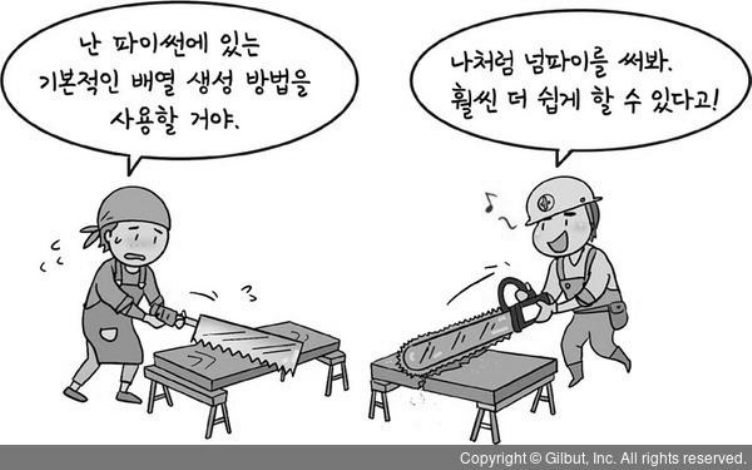 난 파이썬에 있는
기본적인 배열 생성 방법을
사용할 거야.
나처럼 넘파이를 써봐.
훨씬 더 쉽게 할 수 있다고!
Copyright © Gilbut, Inc. All rights reserved.